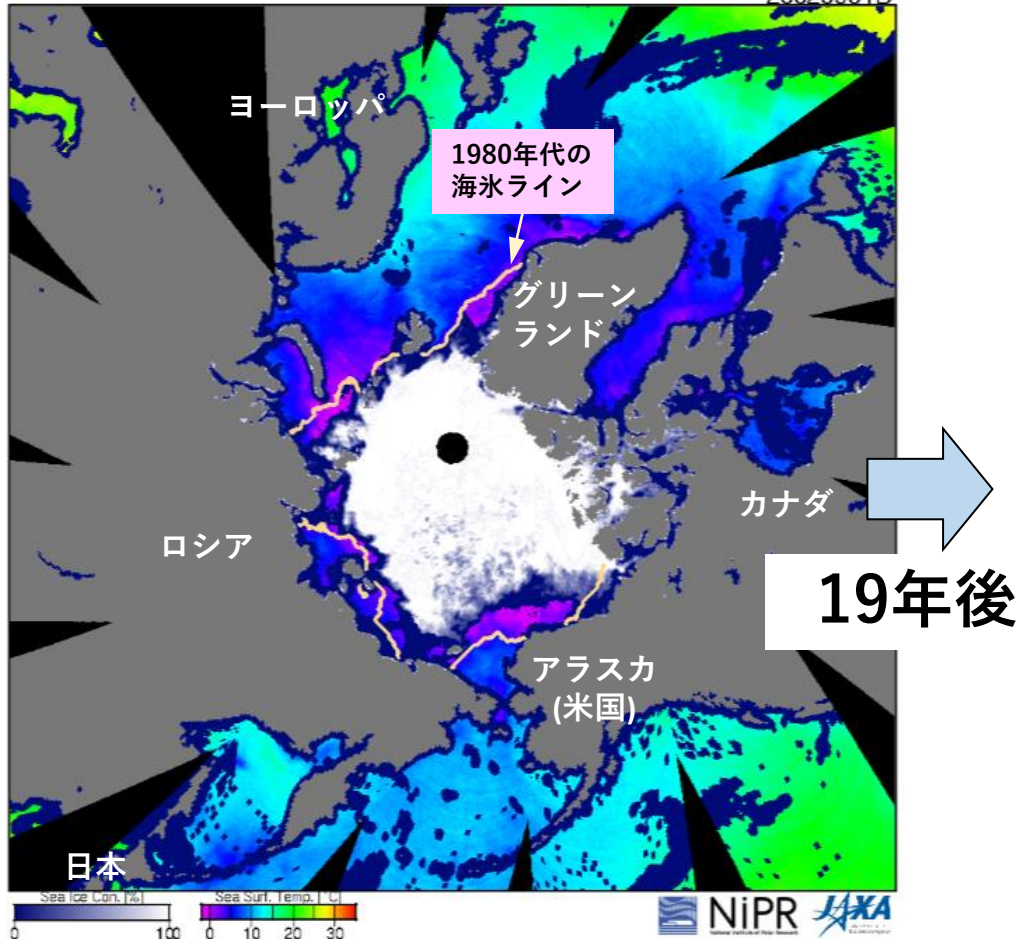 ヨーロッパ
1980年代の
海氷ライン
グリーン
ランド
カナダ
ロシア
19年後
アラスカ
(米国)
日本
Sea Ice Con. [%]
0 100
Sea Surf. Temp. [°C]
0 10 20 30
NiPR
JAXA